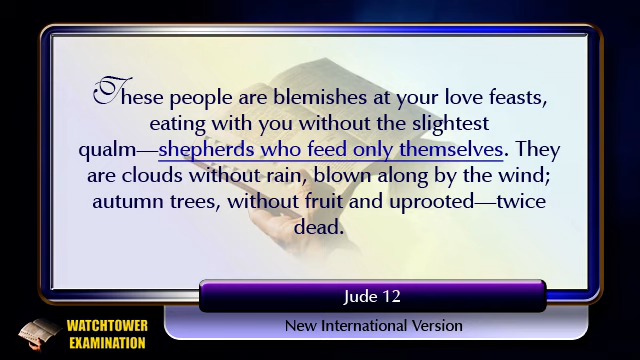 These people are blemishes at your love feasts,
eating with you without the slightest
qualm—shepherds who feed only themselves. They
are clouds without rain, blown along by the wind;
autumn trees, without fruit and uprooted—twice
dead.
Jude 12
New International Version
WATCHTOWER
EXAMINATION